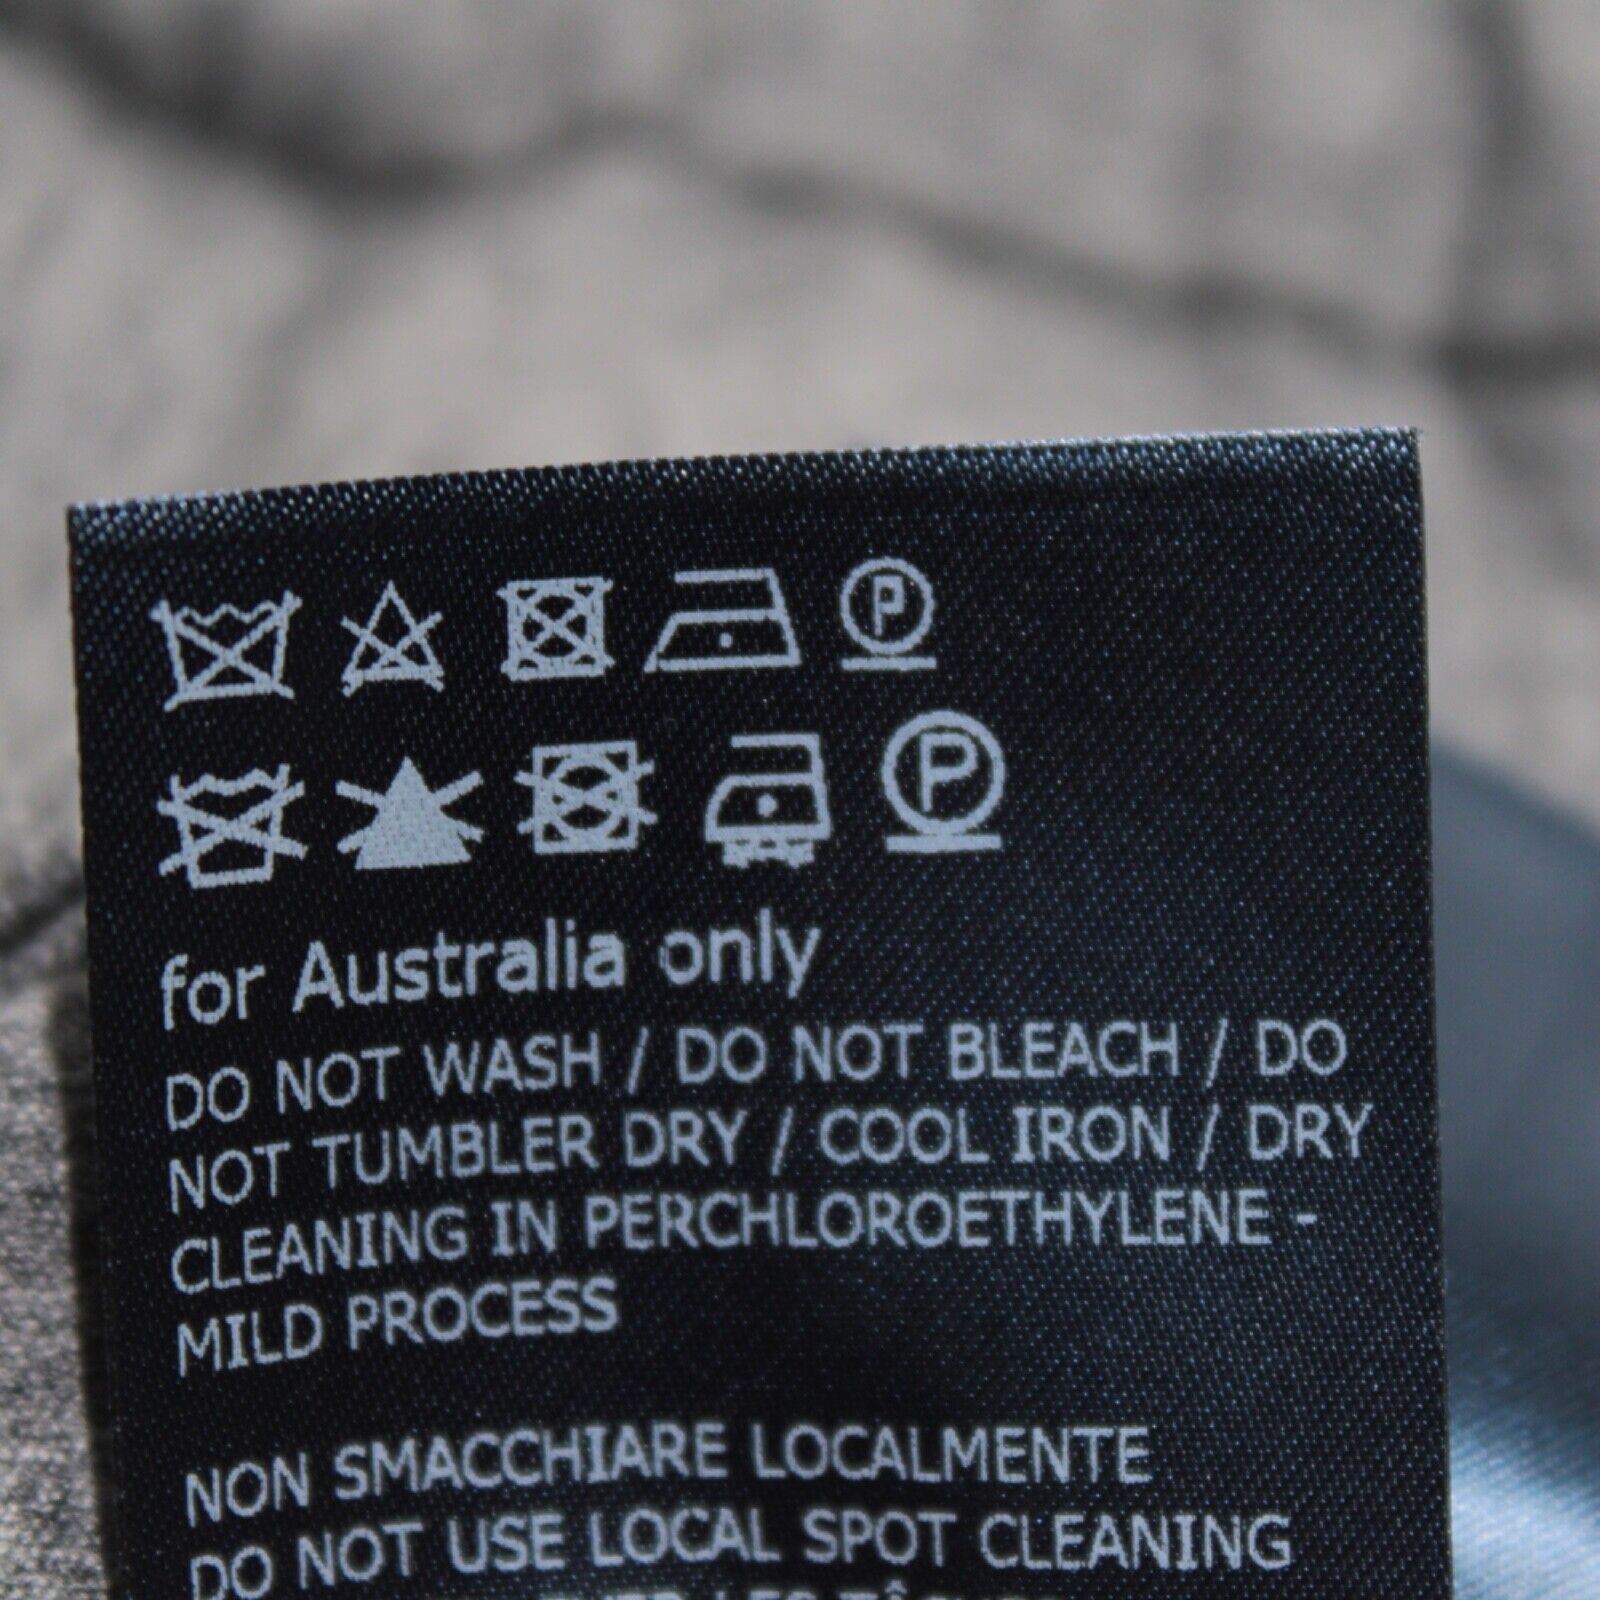 P
P
for Australia only
DO NOT WASH / DO NOT BLEACH / DO
NOT TUMBLER DRY / COOL IRON / DRY
CLEANING IN PERCHLOROETHYLENE -
MILD PROCESS
NON SMACCHIARE LOCALMENTE
DO NOT USE LOCAL SPOT CLEANING